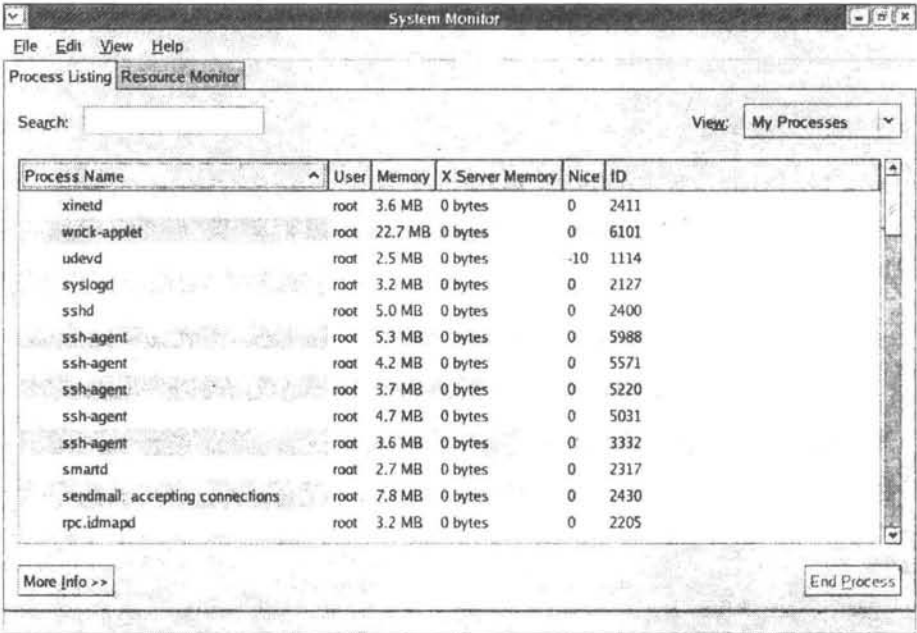 System Monitor
File Edit View Help
Process Listing Resource Monitor
Search: View: My Processes
Process Name User Memory X Server Memory Nice ID
xinetd root 3.6 MB 0 bytes 0 2411
wnck-applet root 22.7 MB 0 bytes 0 6101
udevd root 2.5 MB 0 bytes -10 1114
syslogd root 3.2 MB 0 bytes 0 2127
sshd root 5.0 MB 0 bytes 0 2400
ssh-agent root 5.3 MB 0 bytes 0 5988
ssh-agent root 4.2 MB 0 bytes 0 5571
ssh-agent root 3.7 MB 0 bytes 0 5220
ssh-agent root 4.7 MB 0 bytes 0 5031
ssh-agent root 3.6 MB 0 bytes 0 3332
smartd root 2.7 MB 0 bytes 0 2317
sendmail: accepting connections root 7.8 MB 0 bytes 0 2430
rpc.idmapd root 3.2 MB 0 bytes 0 2205
More Info >> End Process